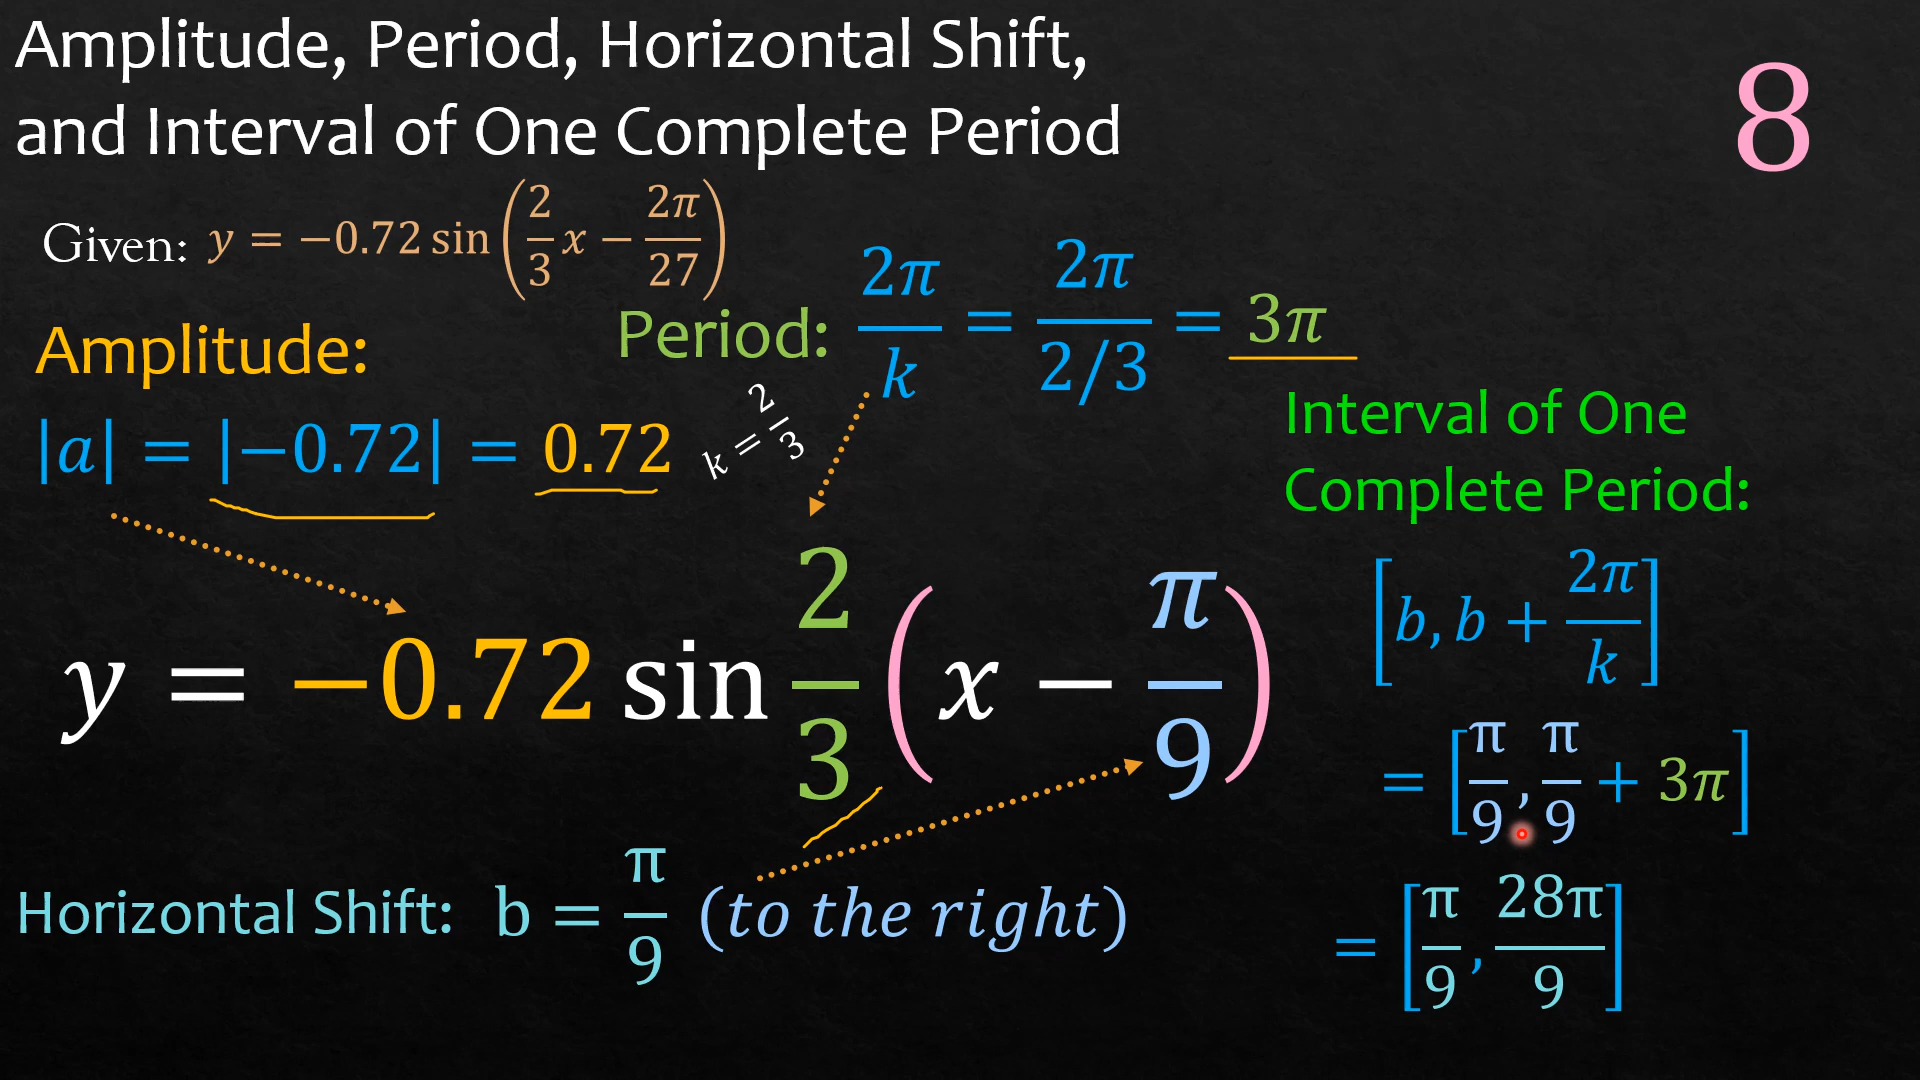 Amplitude, Period, Horizontal Shift,
and Interval of One Complete Period
8
Given: y = −0.72 sin(2/3 x − 2π/27)
Amplitude:
|a| = |−0.72| = 0.72
Period: 2π/k = 2π/(2/3) = 3π
k = 2/3
y = −0.72 sin 2/3 (x − π/9)
Horizontal Shift: b = π/9 (to the right)
Interval of One
Complete Period:
[b, b + 2π/k]
= [π/9, π/9 + 3π]
= [π/9, 28π/9]